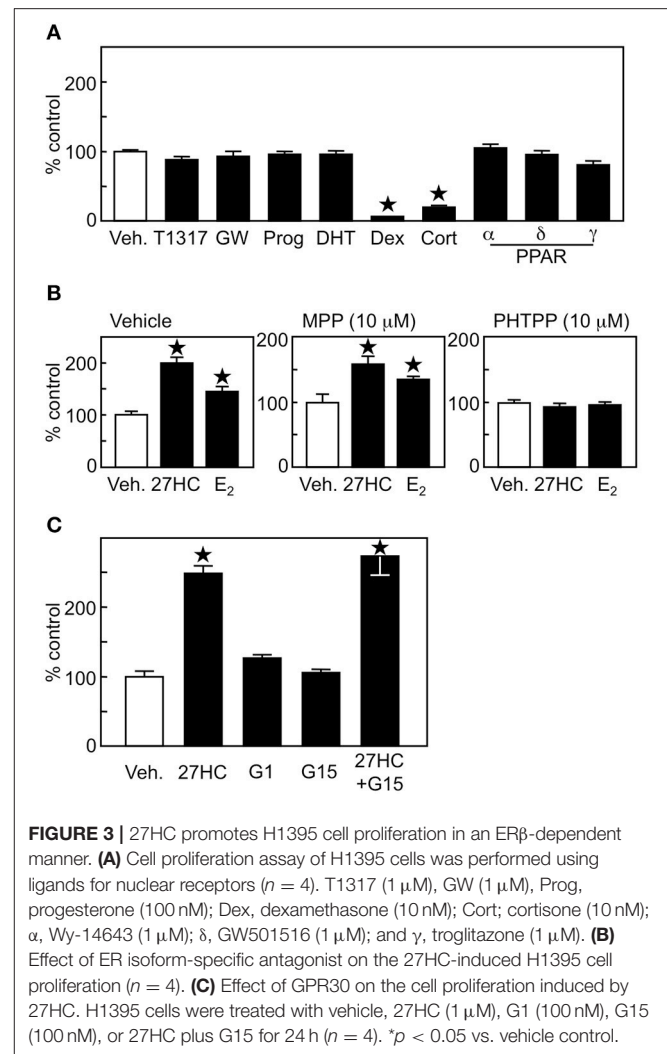 A
% control
200
100
0
Veh. T1317 GW Prog DHT Dex Cort α δ γ
PPAR
B
Vehicle
% control
200
100
0
Veh. 27HC E₂
MPP (10 μM)
200
100
0
Veh. 27HC E₂
PHTPP (10 μM)
200
100
0
Veh. 27HC E₂
C
% control
200
100
0
Veh. 27HC G1 G15 27HC
+G15
FIGURE 3 | 27HC promotes H1395 cell proliferation in an ERβ-dependent
manner. (A) Cell proliferation assay of H1395 cells was performed using
ligands for nuclear receptors (n = 4). T1317 (1 μM), GW (1 μM), Prog,
progesterone (100 nM); Dex, dexamethasone (10 nM); Cort; cortisone (10 nM);
α, Wy-14643 (1 μM); δ, GW501516 (1 μM); and γ, troglitazone (1 μM). (B)
Effect of ER isoform-specific antagonist on the 27HC-induced H1395 cell
proliferation (n = 4). (C) Effect of GPR30 on the cell proliferation induced by
27HC. H1395 cells were treated with vehicle, 27HC (1 μM), G1 (100 nM), G15
(100 nM), or 27HC plus G15 for 24 h (n = 4). *p < 0.05 vs. vehicle control.